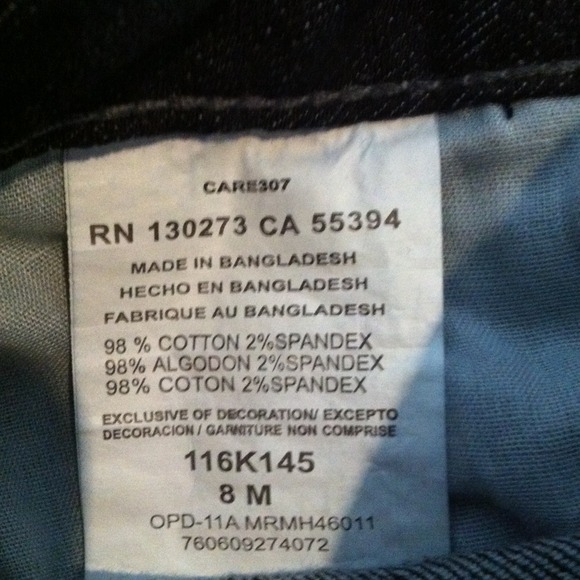 CARE307
RN 130273 CA 55394
MADE IN BANGLADESH
HECHO EN BANGLADESH
FABRIQUE AU BANGLADESH
98 % COTTON 2%SPANDEX
98% ALGODON 2%SPANDEX
98% COTON 2%SPANDEX
EXCLUSIVE OF DECORATION/ EXCEPTO
DECORACION / GARNITURE NON COMPRISE
116K145
8 M
OPD-11A MRMH46011
760609274072